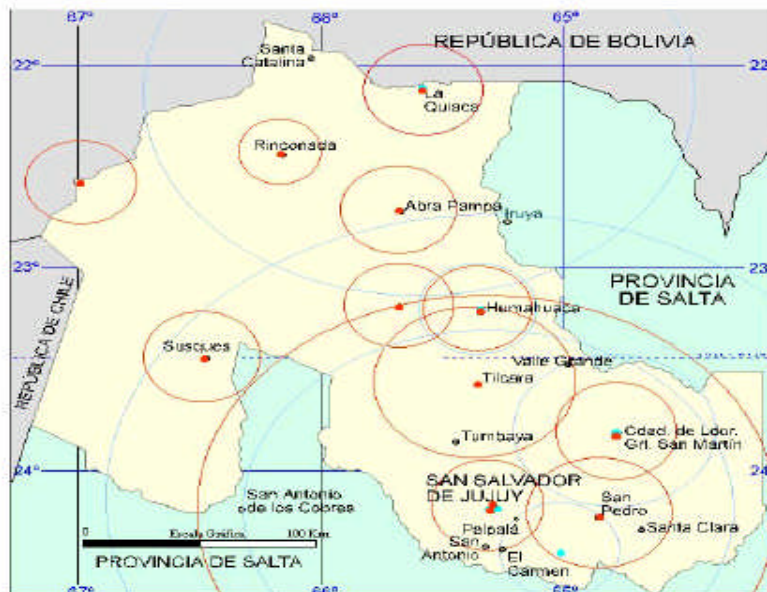 67°
66
65
22°
22°
Santa
Catalina
REPÚBLICA DE BOLIVIA
La
Quiaca
Rinconada
Abra Pampa
Iruya
23°
23°
PROVINCIA
DE SALTA
REPÚBLICA DE CHILE
Humahuaca
Susques
Valle Grande
Tilcara
Cdad. de Ldor.
Grl. San Martín
Tumbaya
24°
24°
SAN SALVADOR
DE JUJUY
San
Pedro
San Antonio
de los Cobres
Palpalá
Santa Clara
San
Antonio
El
Carmen
0 Escala Gráfica 100 Km.
PROVINCIA DE SALTA
67°
66
65